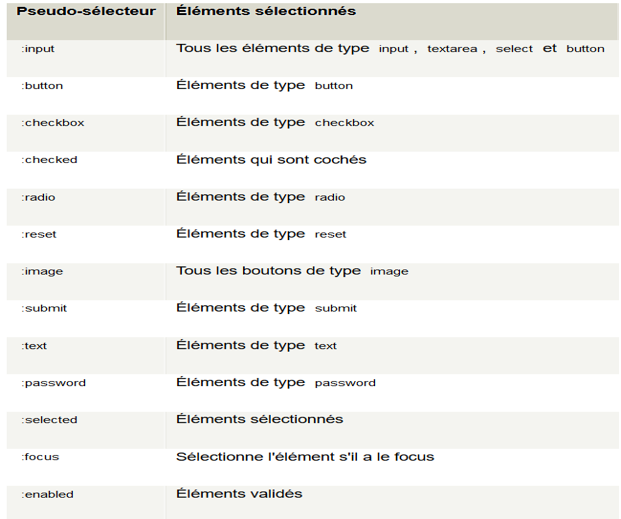 Pseudo-sélecteur Éléments sélectionnés
:input Tous les éléments de type input , textarea , select et button
:button Éléments de type button
:checkbox Éléments de type checkbox
:checked Éléments qui sont cochés
:radio Éléments de type radio
:reset Éléments de type reset
:image Tous les boutons de type image
:submit Éléments de type submit
:text Éléments de type text
:password Éléments de type password
:selected Éléments sélectionnés
:focus Sélectionne l'élément s'il a le focus
:enabled Éléments validés